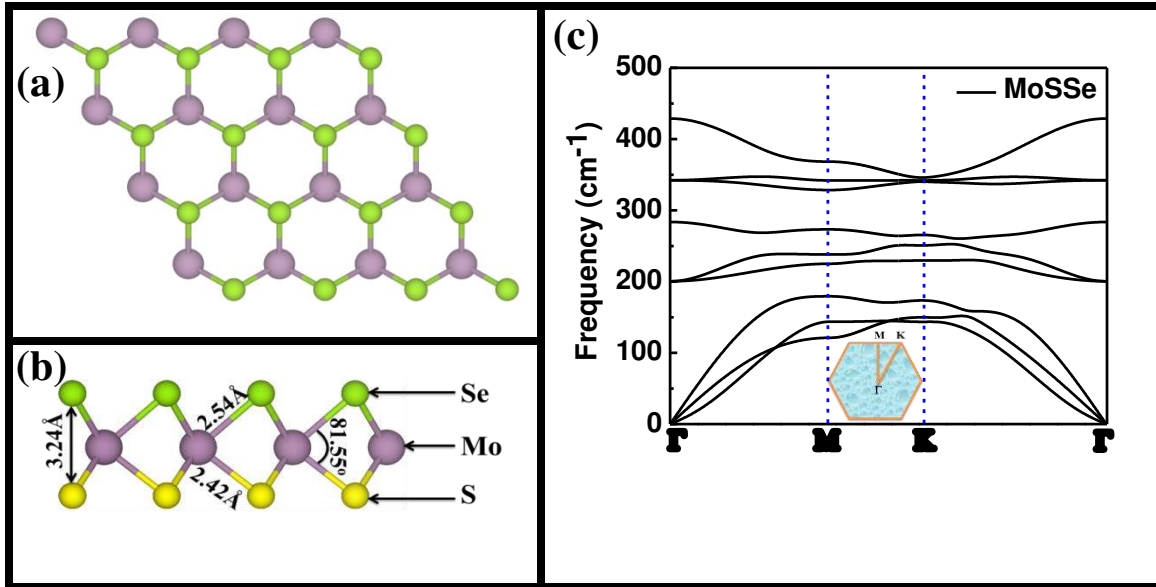 (a)
(b)
3.24Å
2.54Å
2.42Å
81.55°
Se
Mo
S
(c)
MoSSe
Frequency (cm-1)
500
400
300
200
100
0
Γ
M
K
Γ
M K
Γ